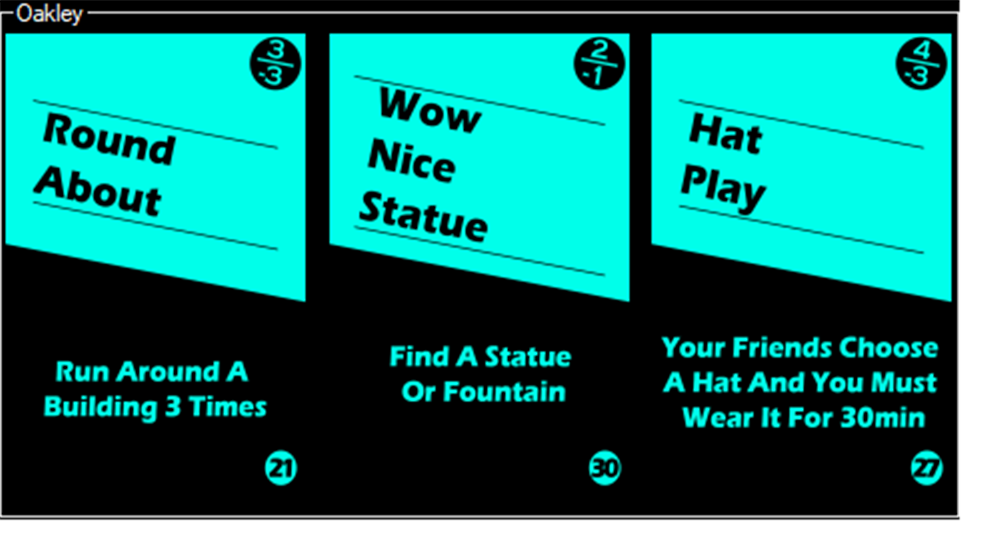 Oakley
3
-3
Round
About
Run Around A
Building 3 Times
21
2
-1
Wow
Nice
Statue
Find A Statue
Or Fountain
30
4
-3
Hat
Play
Your Friends Choose
A Hat And You Must
Wear It For 30min
27